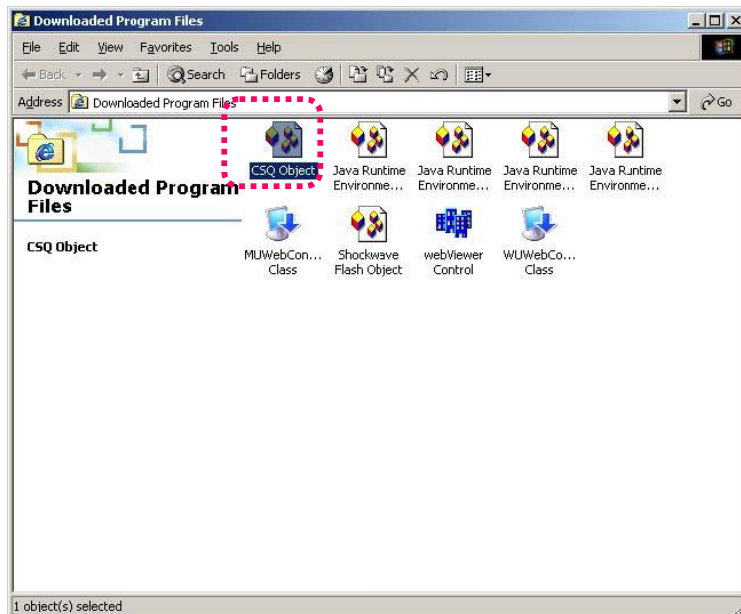 Downloaded Program Files
File Edit View Favorites Tools Help
Back Search Folders
Address Downloaded Program Files Go
Downloaded Program
Files
CSQ Object
CSQ Object
Java Runtime
Environme...
Java Runtime
Environme...
Java Runtime
Environme...
Java Runtime
Environme...
MUWebCon...
Class
Shockwave
Flash Object
webViewer
Control
WUWebCo...
Class
1 object(s) selected